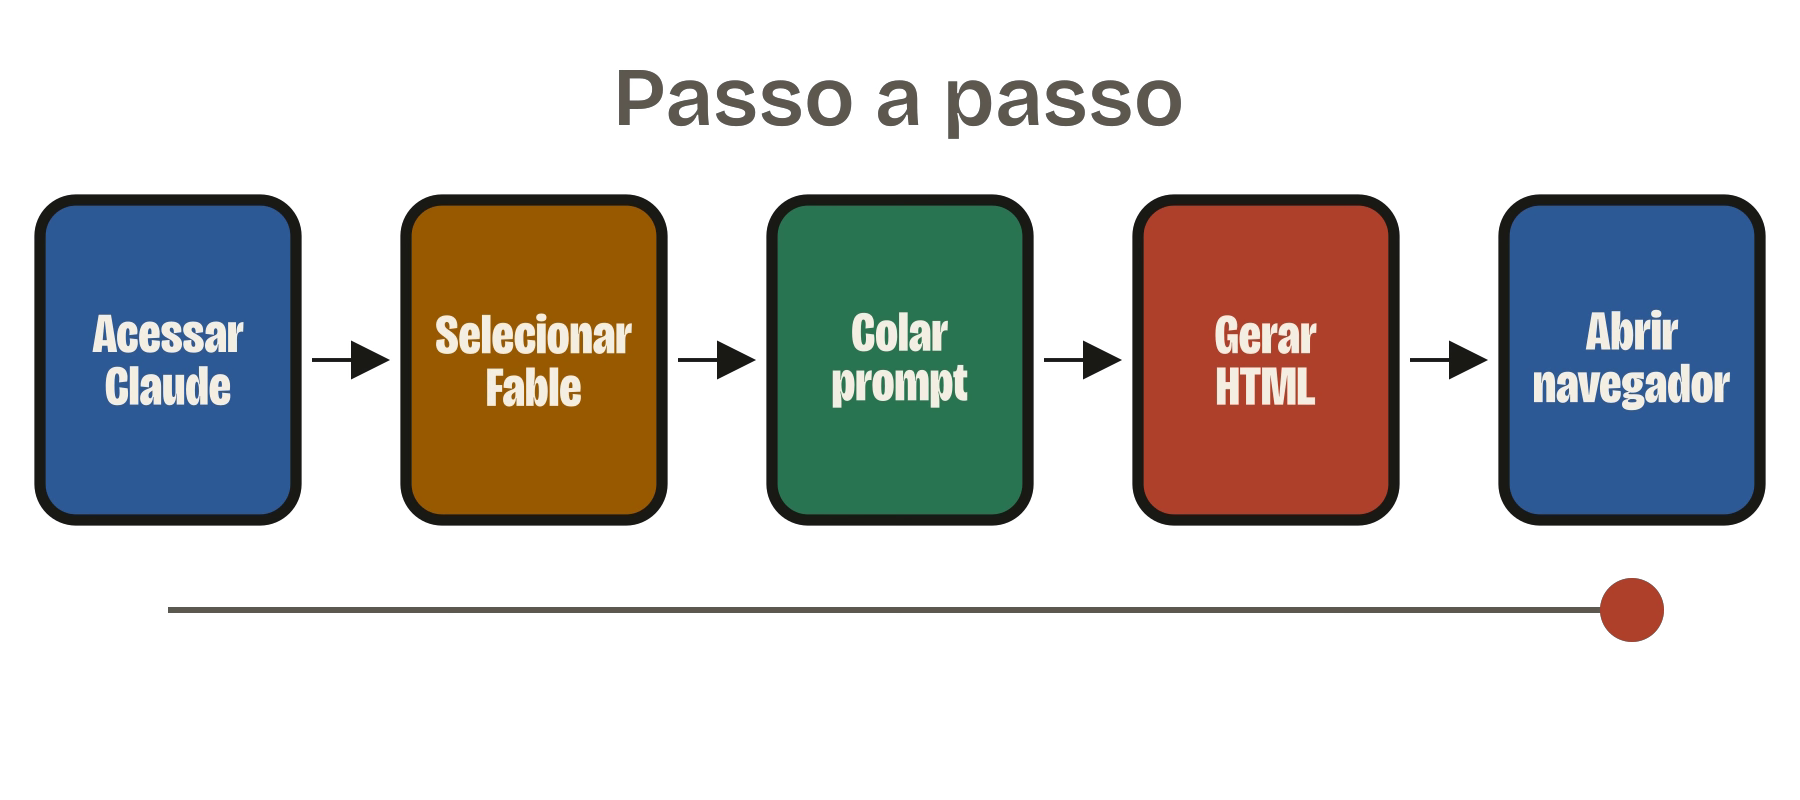 Passo a passo
Acessar
Claude
Selecionar
Fable
Colar
prompt
Gerar
HTML
Abrir
navegador